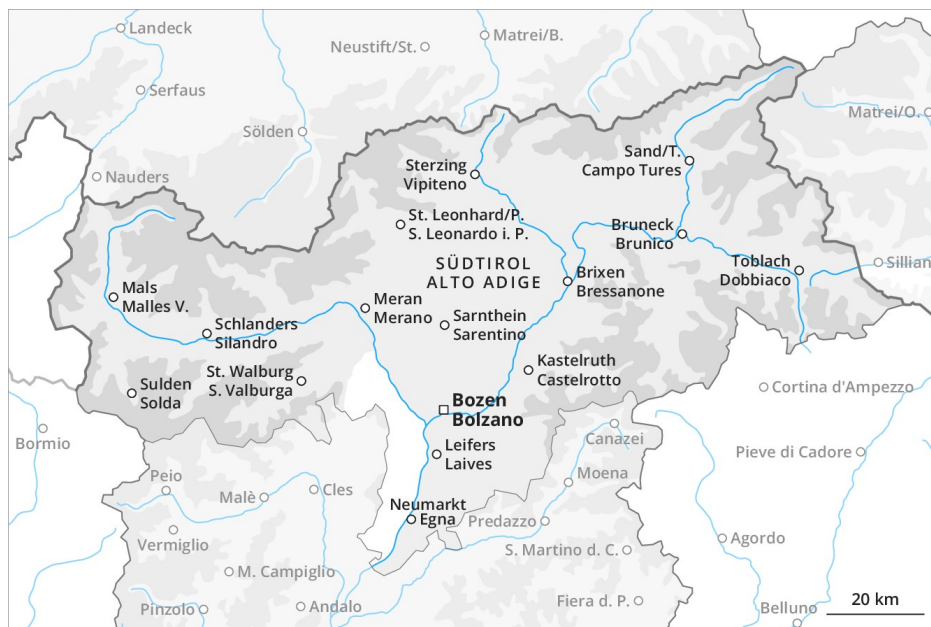 Landeck
Neustift/St.
Matrei/B.
Serfaus
Sölden
Matrei/O.
Nauders
Sterzing
Vipiteno
Sand/T.
Campo Tures
St. Leonhard/P.
S. Leonardo i. P.
Bruneck
Brunico
SÜDTIROL
ALTO ADIGE
Toblach
Dobbiaco
Sillian
Brixen
Bressanone
Mals
Malles V.
Meran
Merano
Schlanders
Silandro
Sarnthein
Sarentino
Kastelruth
Castelrotto
St. Walburg
S. Valburga
Sulden
Solda
Cortina d'Ampezzo
Bozen
Bolzano
Bormio
Canazei
Leifers
Laives
Pieve di Cadore
Peio
Moena
Malè
Cles
Neumarkt
Egna
Predazzo
Vermiglio
Agordo
S. Martino d. C.
M. Campiglio
Pinzolo
Andalo
Fiera d. P.
Belluno
20 km